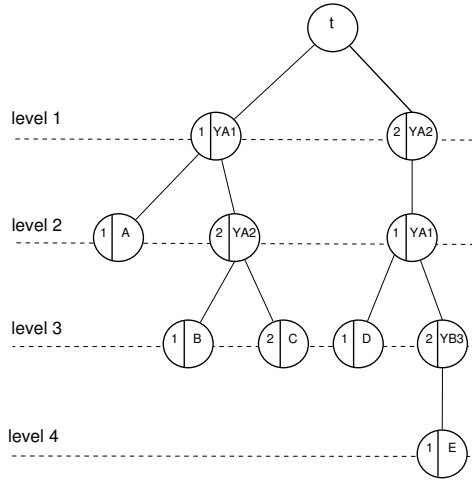 t
level 1
1 YA1
2 YA2
level 2
1 A
2 YA2
1 YA1
level 3
1 B
2 C
1 D
2 YB3
level 4
1 E